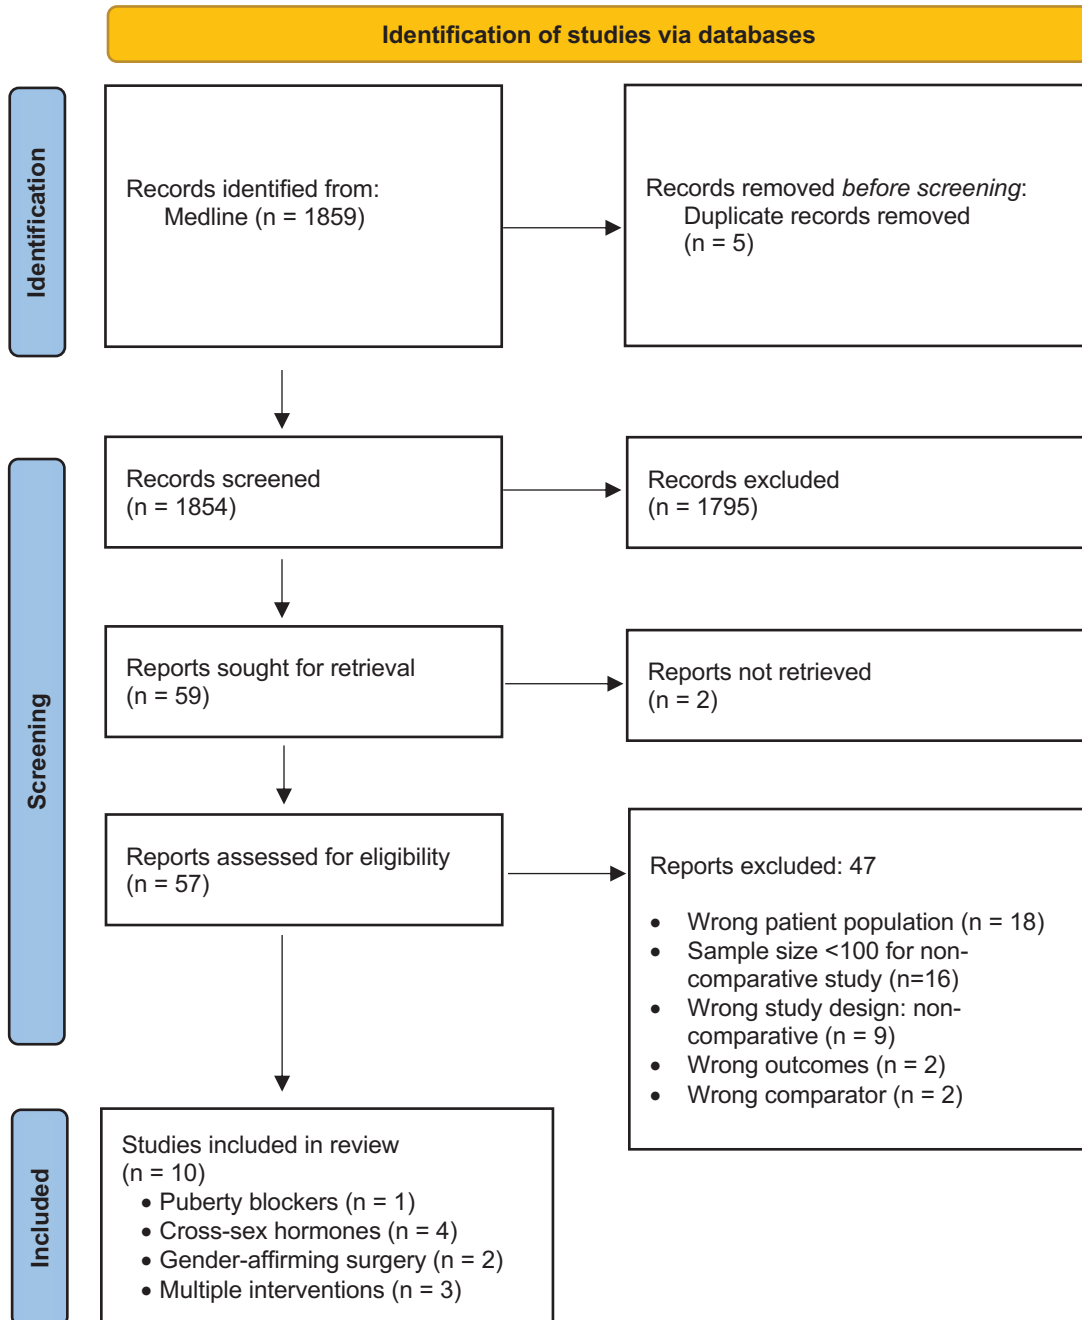 Identification of studies via databases
Identification
Records identified from:
Medline (n = 1859)
Records removed before screening:
Duplicate records removed
(n = 5)
Screening
Records screened
(n = 1854)
Records excluded
(n = 1795)
Reports sought for retrieval
(n = 59)
Reports not retrieved
(n = 2)
Reports assessed for eligibility
(n = 57)
Reports excluded: 47
• Wrong patient population (n = 18)
• Sample size <100 for non-
comparative study (n=16)
• Wrong study design: non-
comparative (n = 9)
• Wrong outcomes (n = 2)
• Wrong comparator (n = 2)
Included
Studies included in review
(n = 10)
• Puberty blockers (n = 1)
• Cross-sex hormones (n = 4)
• Gender-affirming surgery (n = 2)
• Multiple interventions (n = 3)